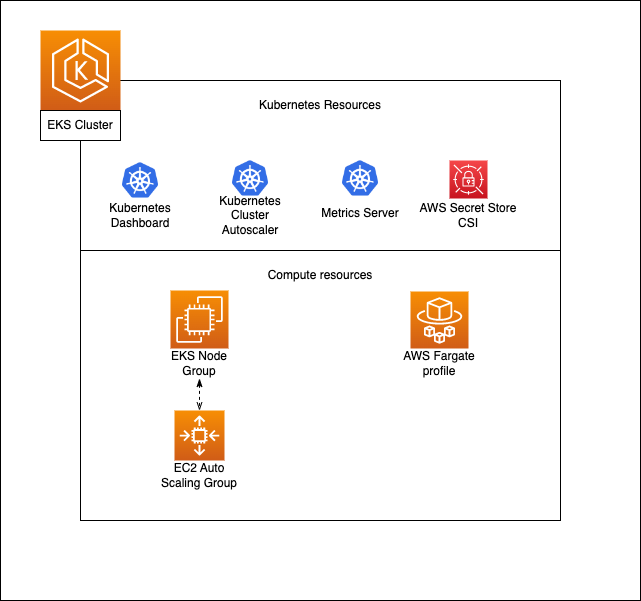 EKS Cluster
Kubernetes Resources
Kubernetes
Dashboard
Kubernetes
Cluster
Autoscaler
Metrics Server
AWS Secret Store
CSI
Compute resources
EKS Node
Group
AWS Fargate
profile
EC2 Auto
Scaling Group